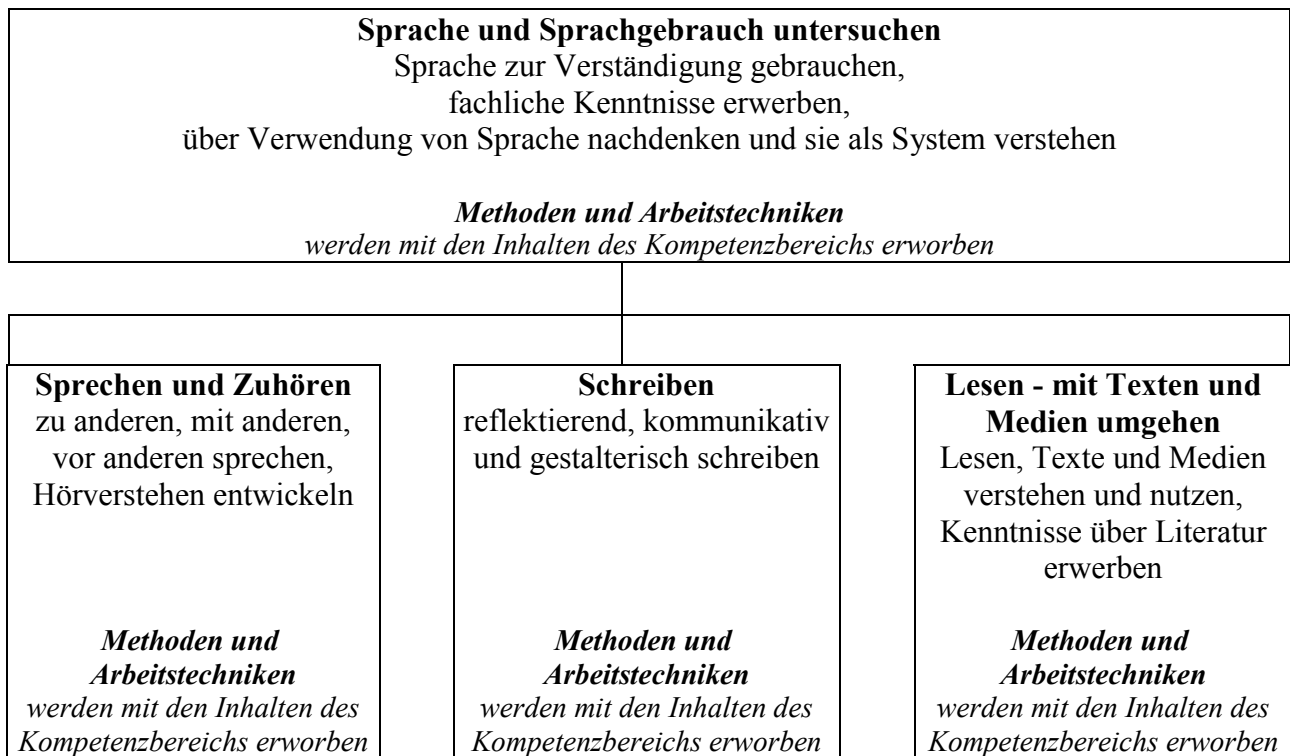 Sprache und Sprachgebrauch untersuchen
Sprache zur Verständigung gebrauchen,
fachliche Kenntnisse erwerben,
über Verwendung von Sprache nachdenken und sie als System verstehen
Methoden und Arbeitstechniken
werden mit den Inhalten des Kompetenzbereichs erworben
Sprechen und Zuhören
zu anderen, mit anderen,
vor anderen sprechen,
Hörverstehen entwickeln
Methoden und
Arbeitstechniken
werden mit den Inhalten des
Kompetenzbereichs erworben
Schreiben
reflektierend, kommunikativ
und gestalterisch schreiben
Methoden und
Arbeitstechniken
werden mit den Inhalten des
Kompetenzbereichs erworben
Lesen - mit Texten und
Medien umgehen
Lesen, Texte und Medien
verstehen und nutzen,
Kenntnisse über Literatur
erwerben
Methoden und
Arbeitstechniken
werden mit den Inhalten des
Kompetenzbereichs erworben